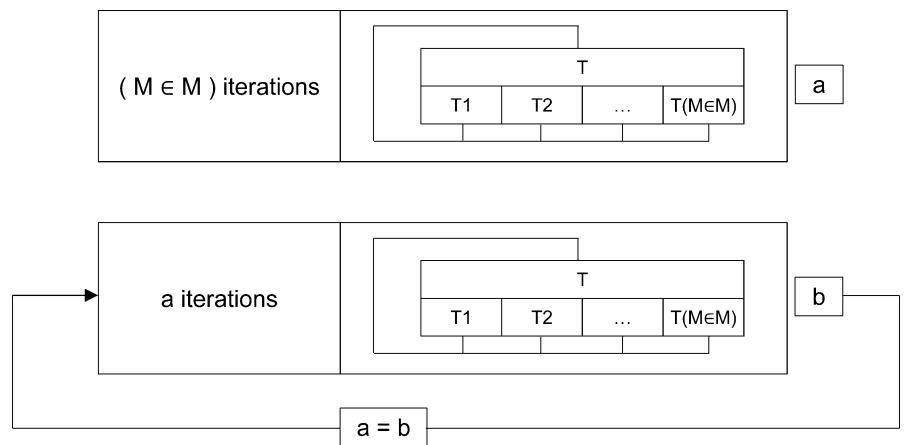 ( M ∈ M ) iterations
T
T1 T2 ... T(M∈M)
a
a iterations
T
T1 T2 ... T(M∈M)
b
a = b